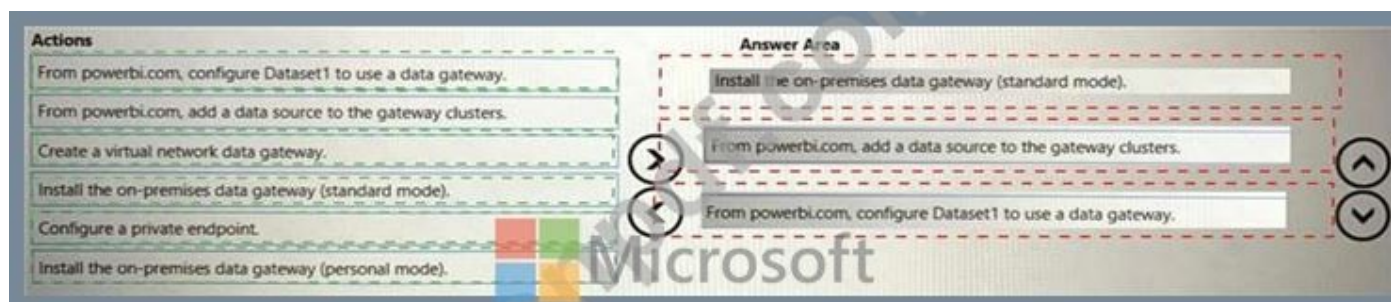 Actions
From powerbi.com, configure Dataset1 to use a data gateway.
From powerbi.com, add a data source to the gateway clusters.
Create a virtual network data gateway.
Install the on-premises data gateway (standard mode).
Configure a private endpoint.
Install the on-premises data gateway (personal mode).
Answer Area
Install the on-premises data gateway (standard mode).
From powerbi.com, add a data source to the gateway clusters.
From powerbi.com, configure Dataset1 to use a data gateway.
Microsoft